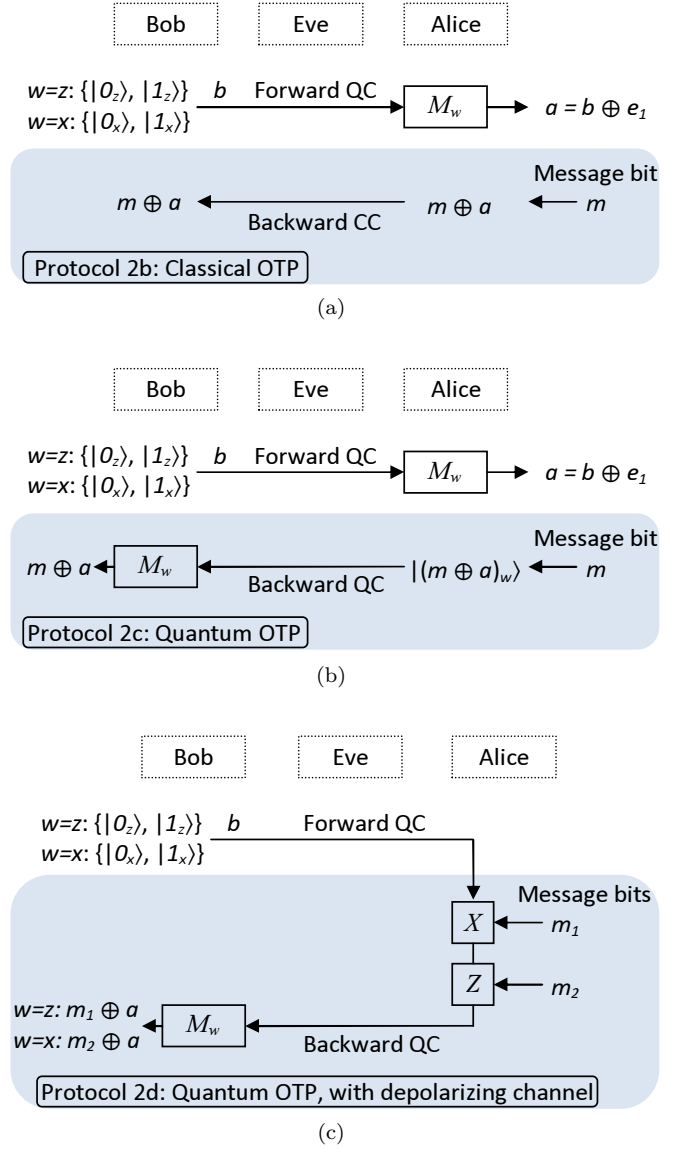 Bob Eve Alice
w=z: {|0z⟩, |1z⟩} b Forward QC
w=x: {|0x⟩, |1x⟩} Mw a = b ⊕ e1
Message bit
m ⊕ a m ⊕ a m
Backward CC
Protocol 2b: Classical OTP
(a)
Bob Eve Alice
w=z: {|0z⟩, |1z⟩} b Forward QC
w=x: {|0x⟩, |1x⟩} Mw a = b ⊕ e1
Message bit
m ⊕ a Mw |(m ⊕ a)w⟩ m
Backward QC
Protocol 2c: Quantum OTP
(b)
Bob Eve Alice
w=z: {|0z⟩, |1z⟩} b Forward QC
w=x: {|0x⟩, |1x⟩}
Message bits
X m1
Z m2
w=z: m1 ⊕ a
w=x: m2 ⊕ a Mw
Backward QC
Protocol 2d: Quantum OTP, with depolarizing channel
(c)